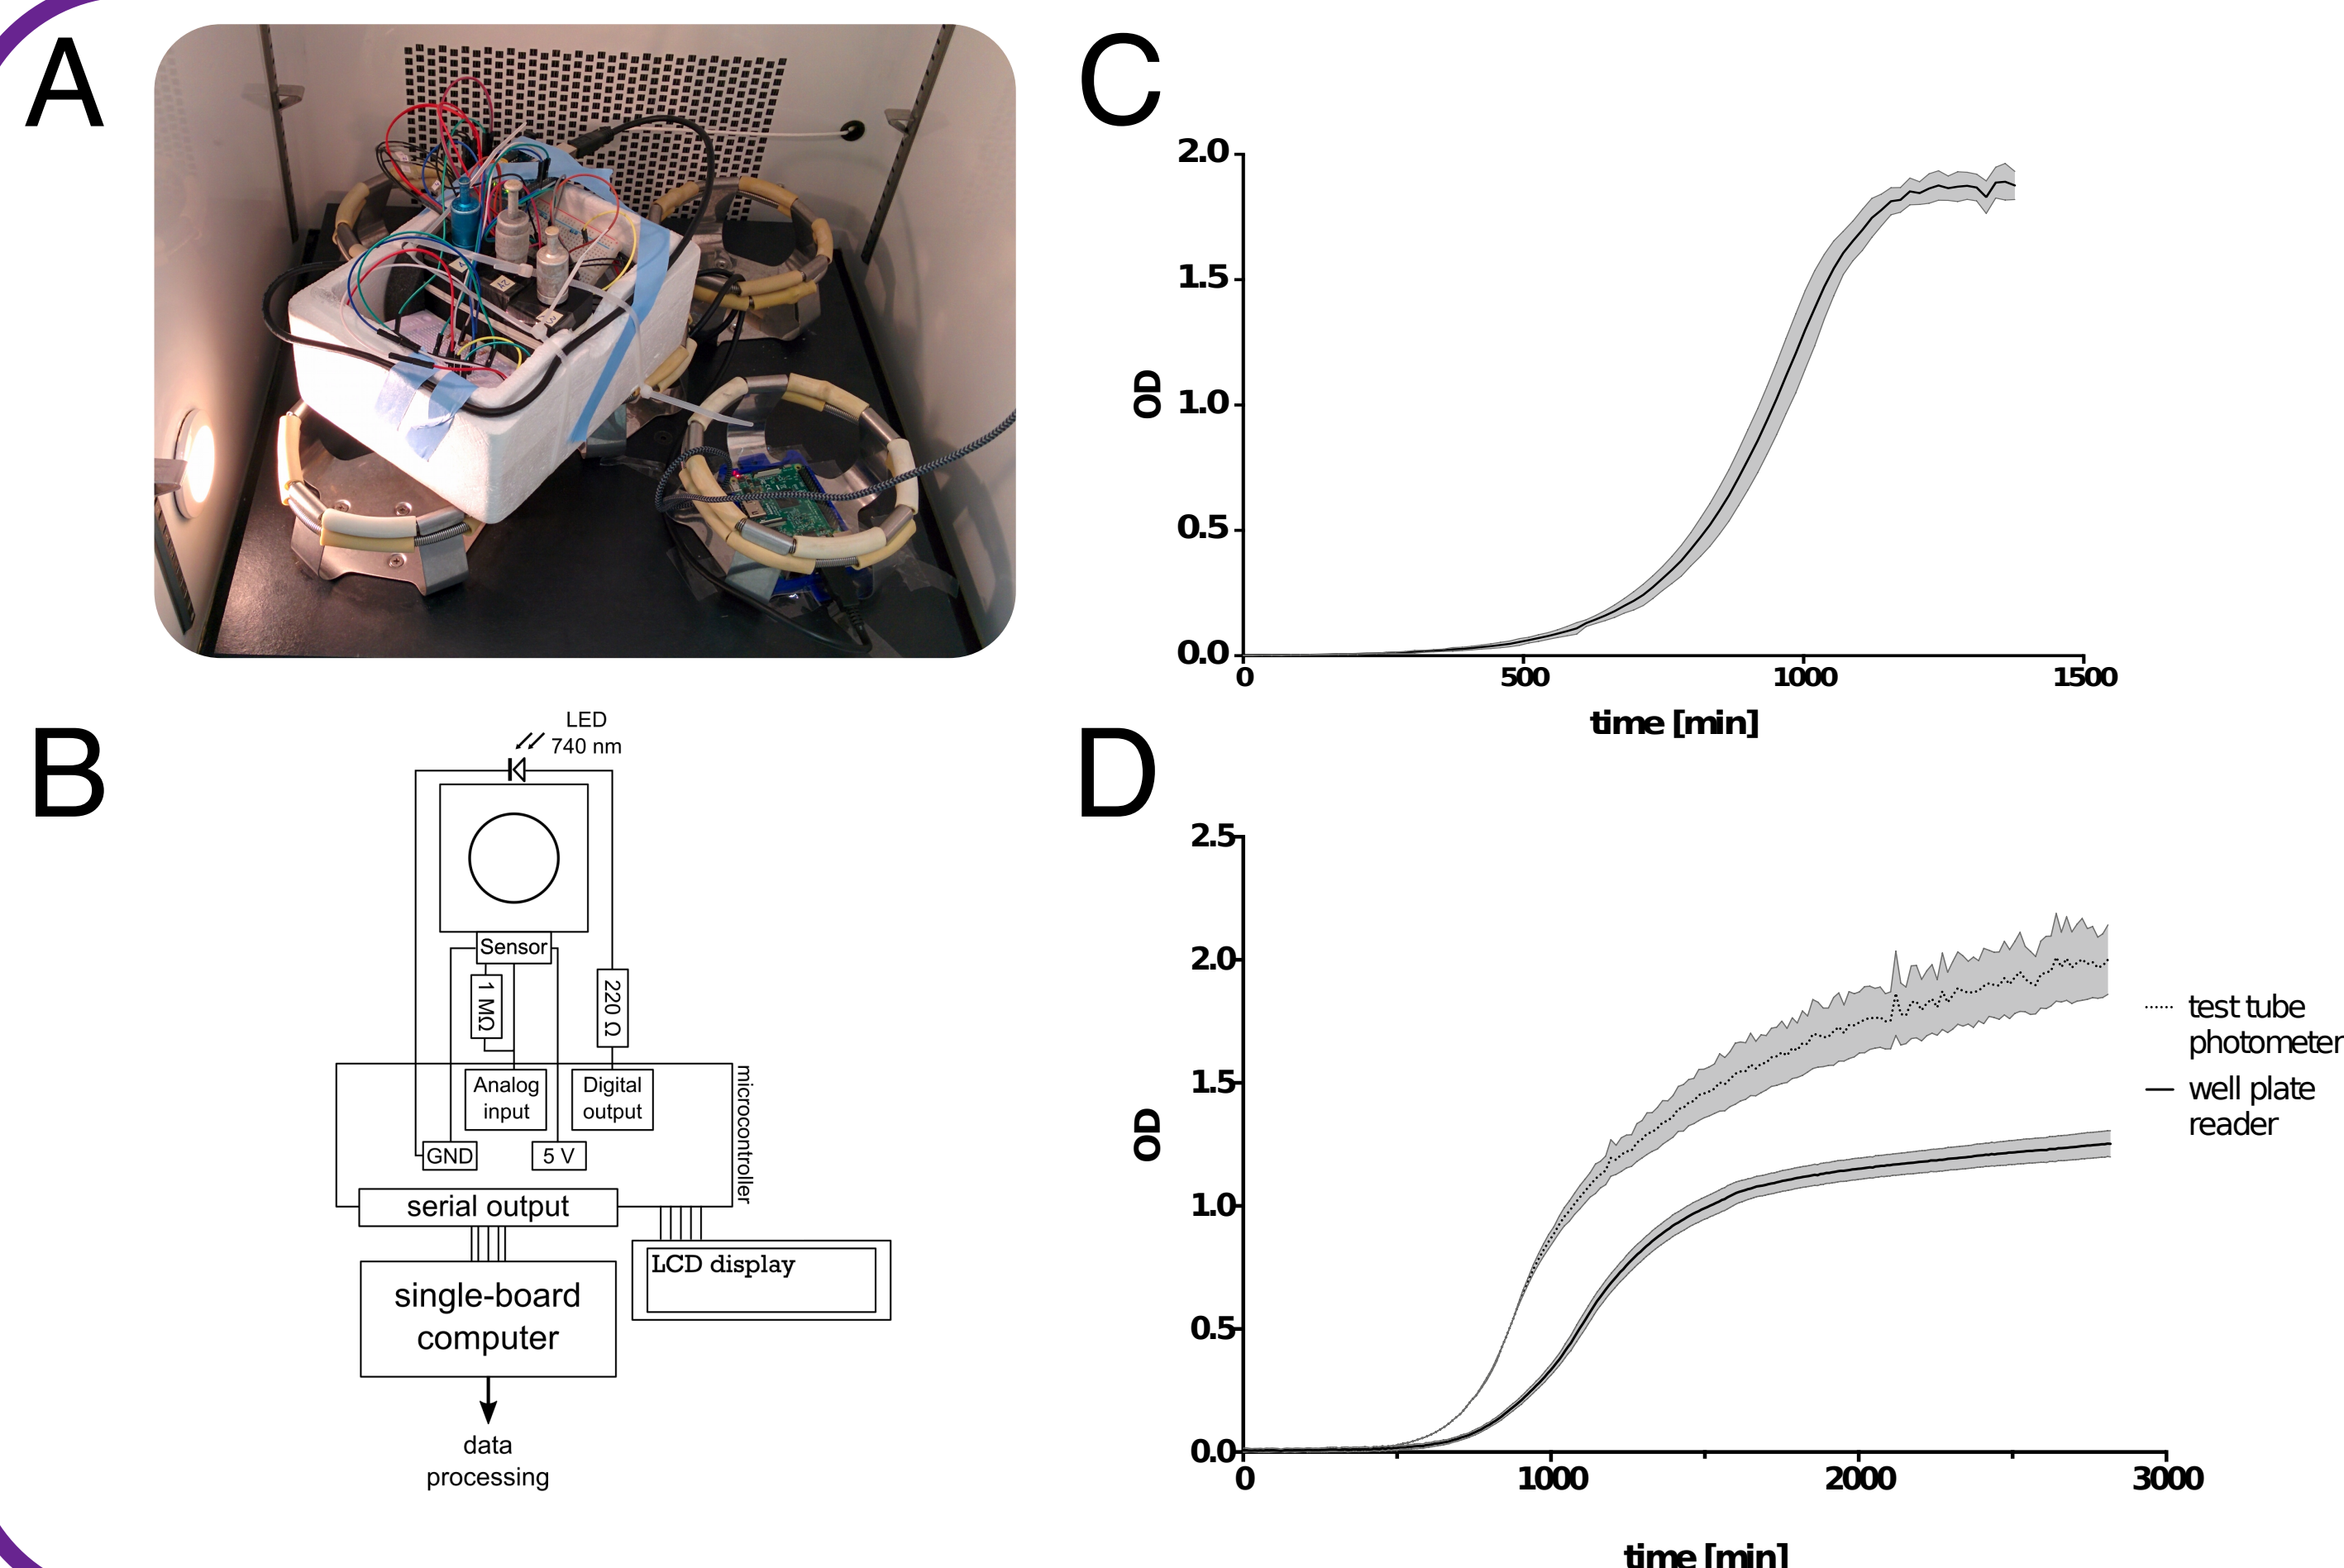 A
B
LED
740 nm
Sensor
1 MΩ
220 Ω
Analog
input
Digital
output
microcontroller
GND
5 V
serial output
LCD display
single-board
computer
data
processing
C
2.0
1.5
1.0
0.5
0.0
OD
0 500 1000 1500
time [min]
D
2.5
2.0
1.5
1.0
0.5
0.0
OD
0 1000 2000 3000
time [min]
test tube
photometer
well plate
reader